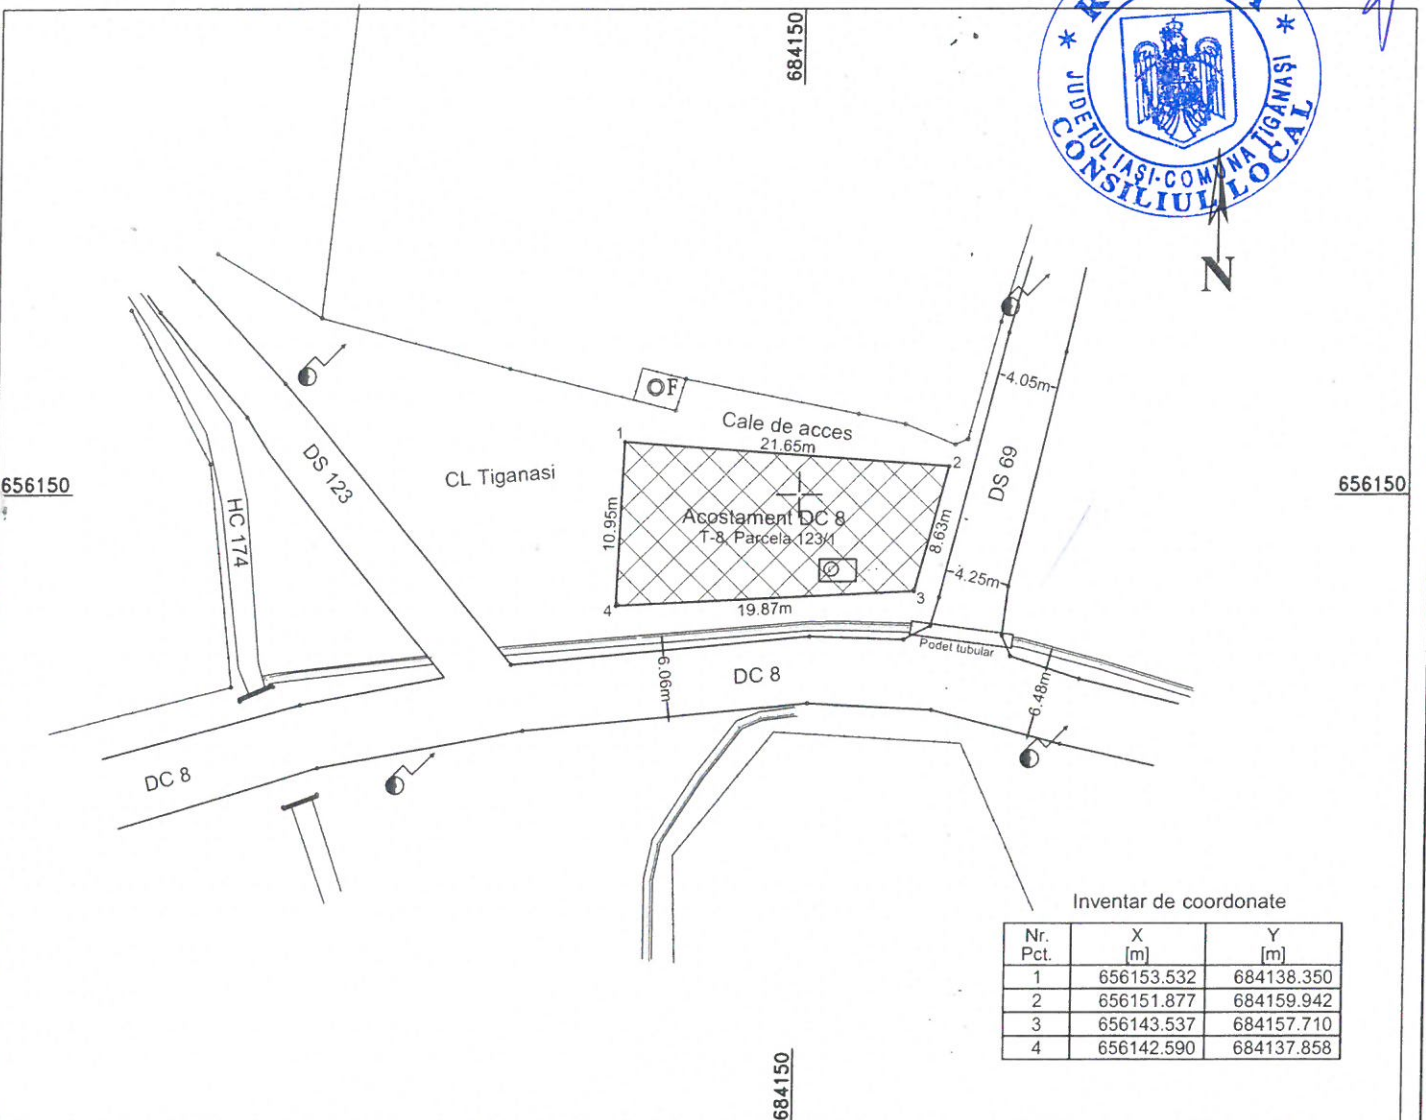 684150
JUDEȚUL IAȘI-COMUNA ȚIGĂNAȘI
CONSILIUL LOCAL
N
4.05m
F
Cale de acces
21.65m
1
2
CL Tiganasi
DS 123
DS 69
656150
656150
HC 174
10.95m
Acostament DC 8
T-8, Parcela 123/1
8.63m
4.25m
4
19.87m
3
Podet tubular
6.06m
DC 8
6.48m
DC 8
Inventar de coordonate
Nr. Pct. X [m] Y [m]
1 656153.532 684138.350
2 656151.877 684159.942
3 656143.537 684157.710
4 656142.590 684137.858
684150